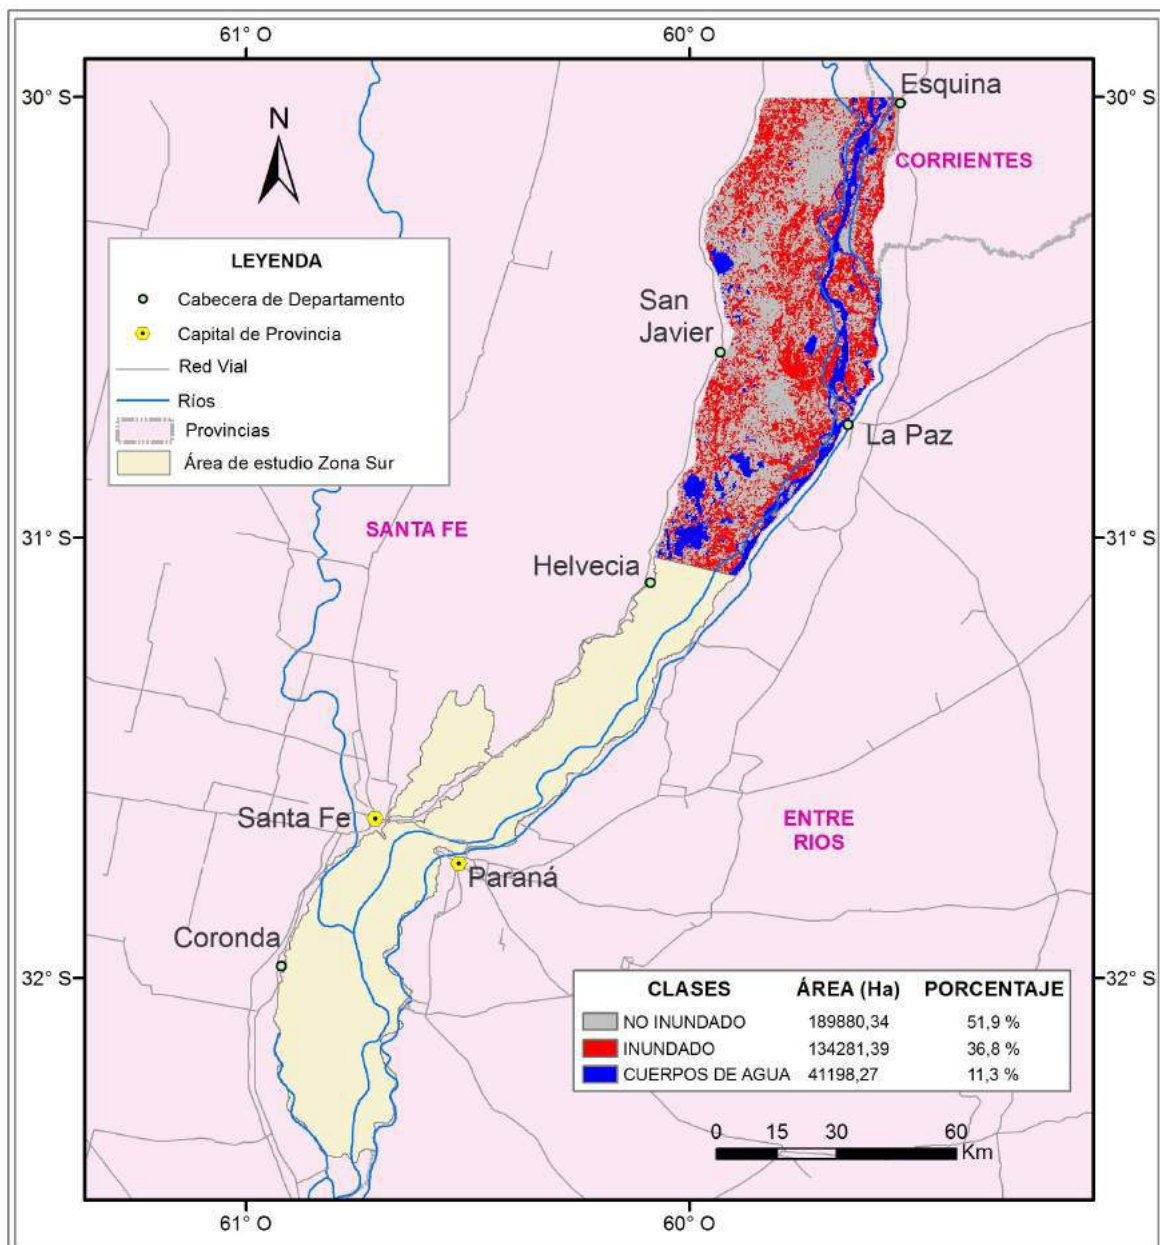 61° O 60° O
30° S
30° S
N
Esquina
CORRIENTES
LEYENDA
Cabecera de Departamento
Capital de Provincia
Red Vial
Ríos
Provincias
Área de estudio Zona Sur
San
Javier
La Paz
SANTA FE
31° S
31° S
Helvecia
Santa Fe
ENTRE
RIOS
Paraná
Coronda
32° S
32° S
CLASES ÁREA (Ha) PORCENTAJE
NO INUNDADO 189880,34 51,9 %
INUNDADO 134281,39 36,8 %
CUERPOS DE AGUA 41198,27 11,3 %
0 15 30 60
Km
61° O 60° O